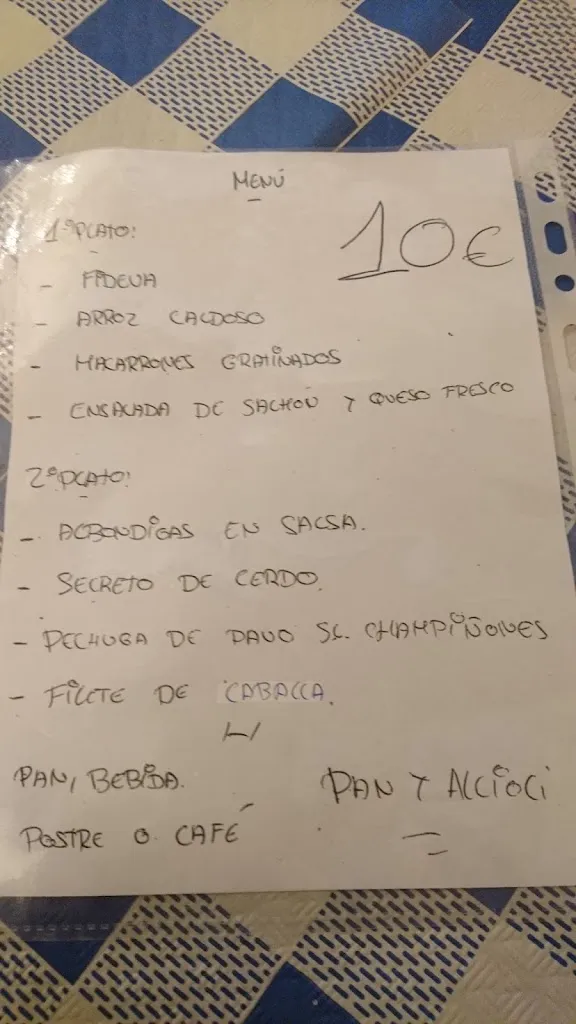 MENÚ
10€
1º PLATO:
- FIDEUA
- ARROZ CALDOSO
- MACARRONES GRATINADOS
- ENSALADA DE SALMON Y QUESO FRESCO
2º PLATO:
- ALBONDIGAS EN SALSA.
- SECRETO DE CERDO.
- PECHUGA DE PAVO SL. CHAMPIÑONES
- FILETE DE CABALLA.
PAN, BEBIDA.
POSTRE O CAFÉ
PAN Y ALLIOLI